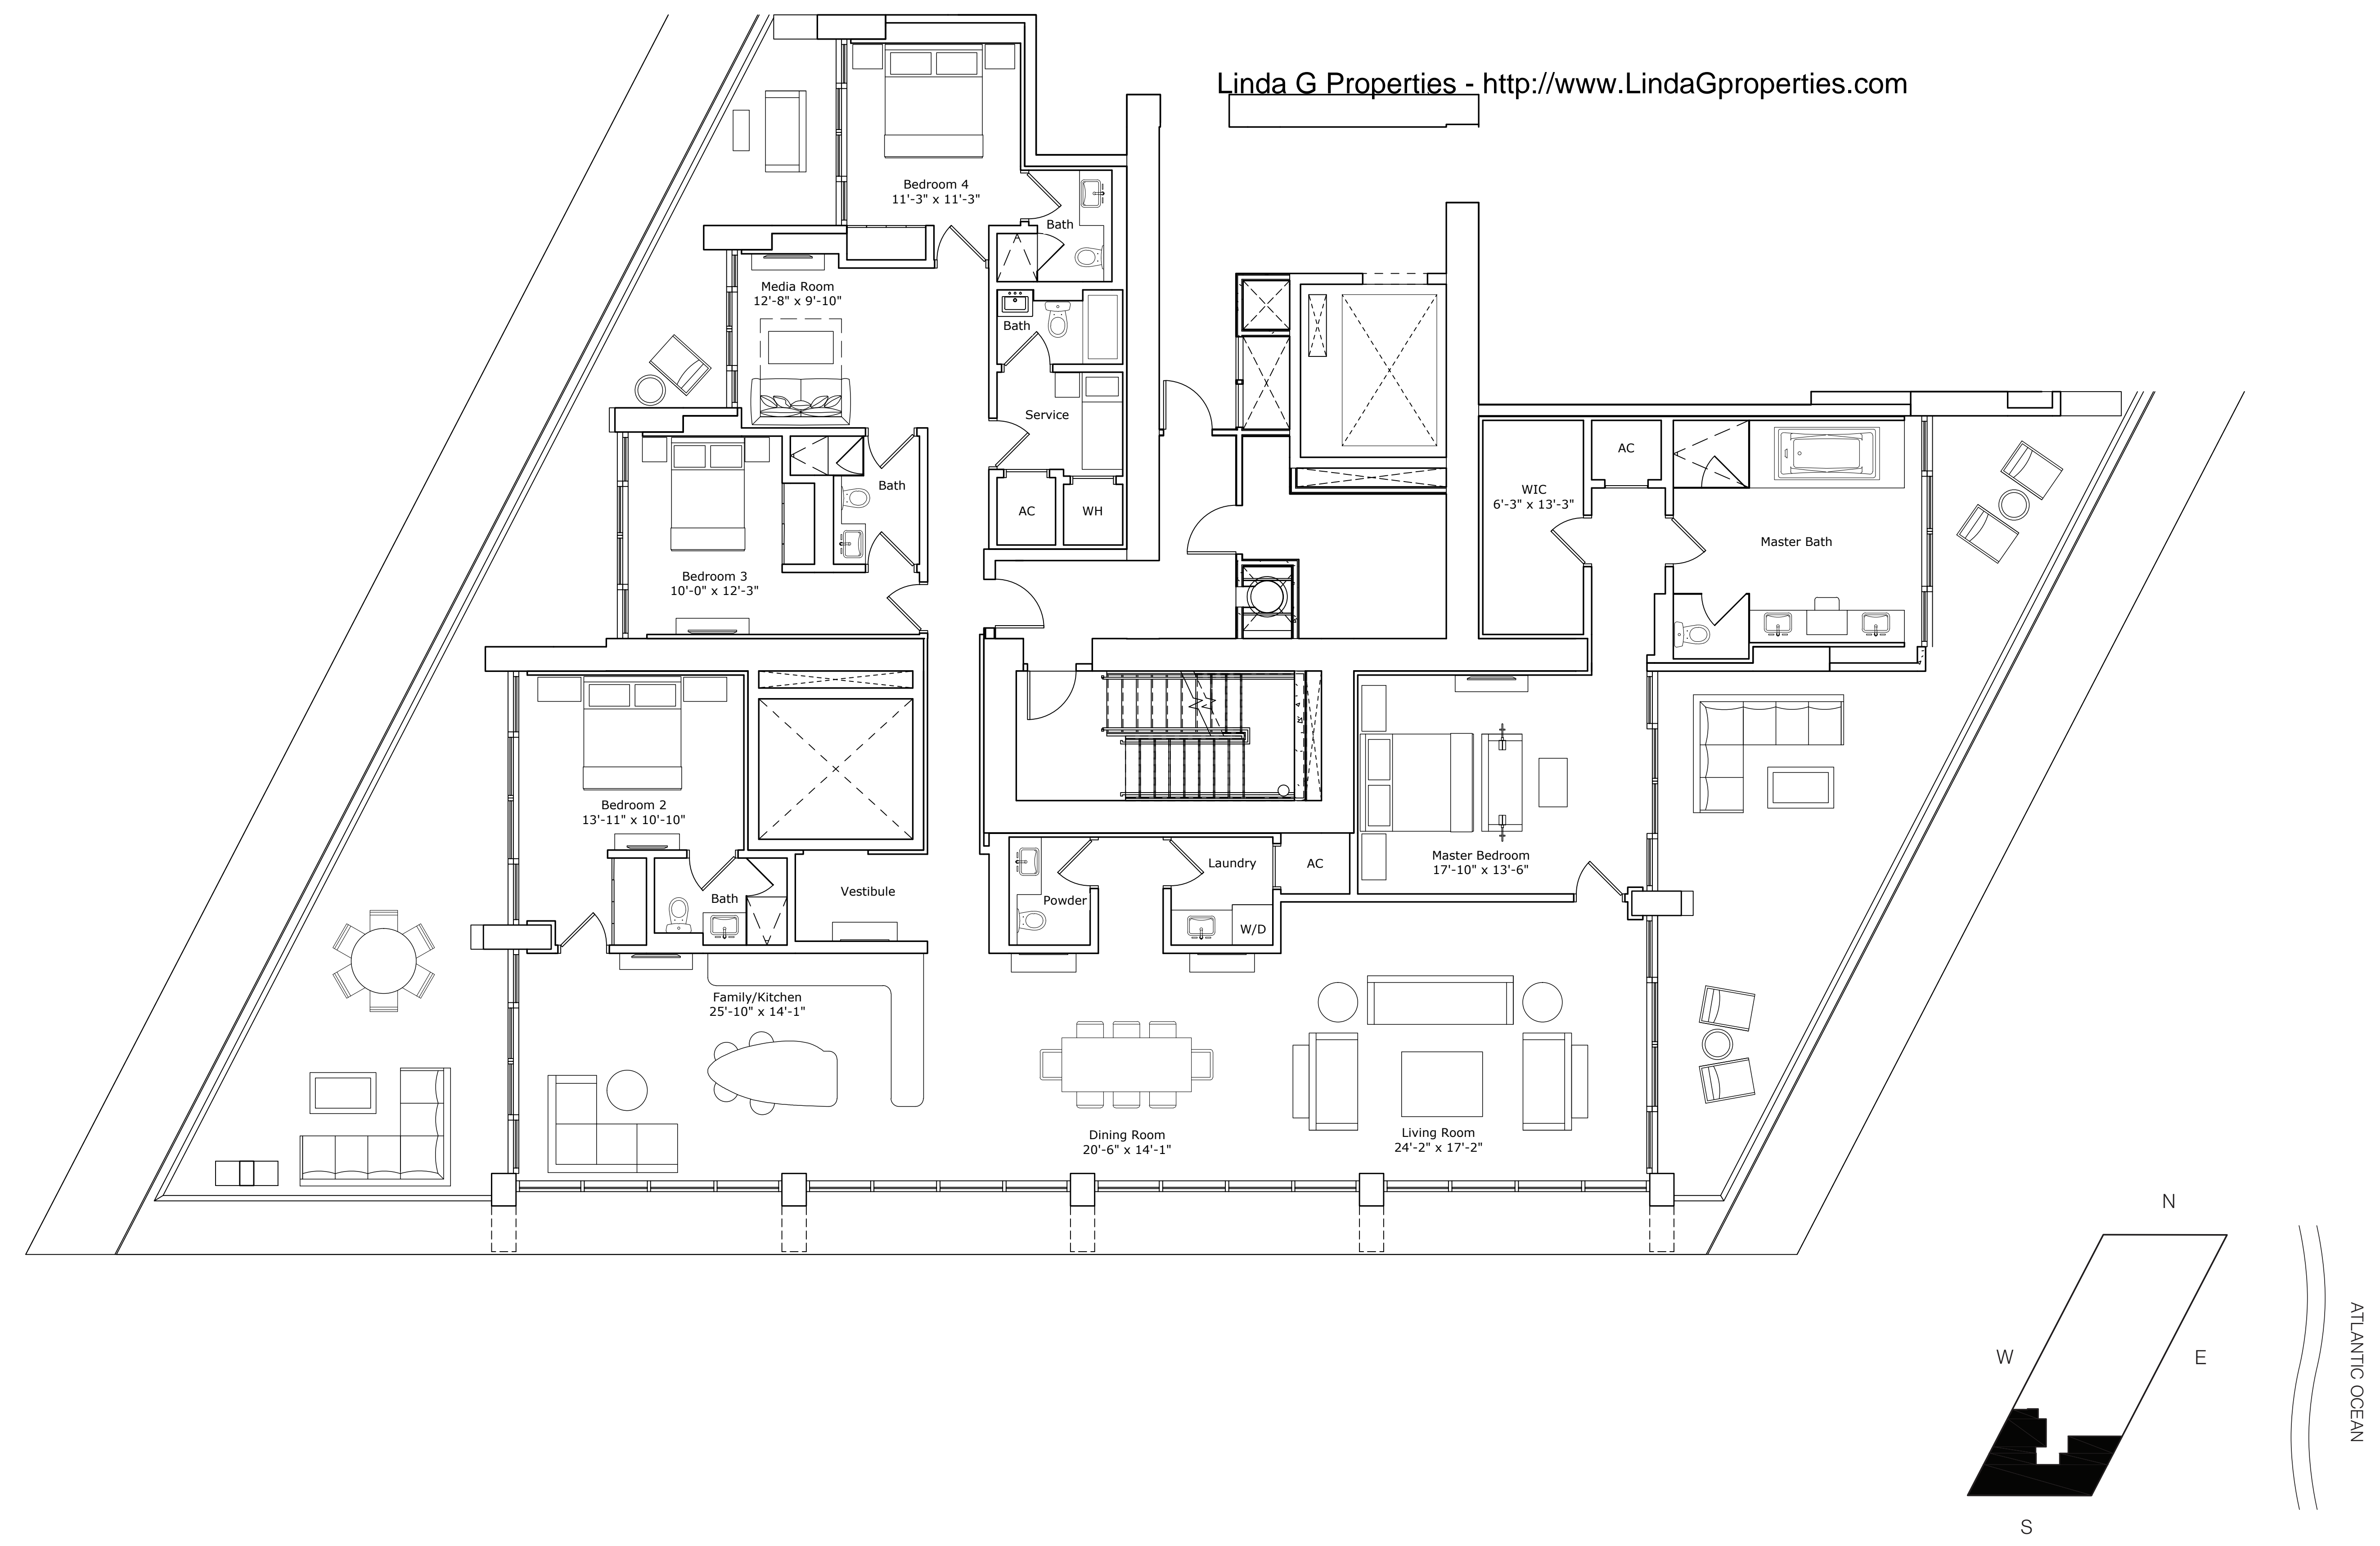 Linda G Properties - http://www.LindaGproperties.com
Bedroom 4
11'-3" x 11'-3"
Bath
Media Room
12'-8" x 9'-10"
Bath
Service
Bath
AC
WH
Bedroom 3
10'-0" x 12'-3"
WIC
6'-3" x 13'-3"
AC
Master Bath
Bedroom 2
13'-11" x 10'-10"
Bath
Vestibule
Powder
Laundry
AC
W/D
Master Bedroom
17'-10" x 13'-6"
Family/Kitchen
25'-10" x 14'-1"
Dining Room
20'-6" x 14'-1"
Living Room
24'-2" x 17'-2"
N
W
E
S
ATLANTIC OCEAN